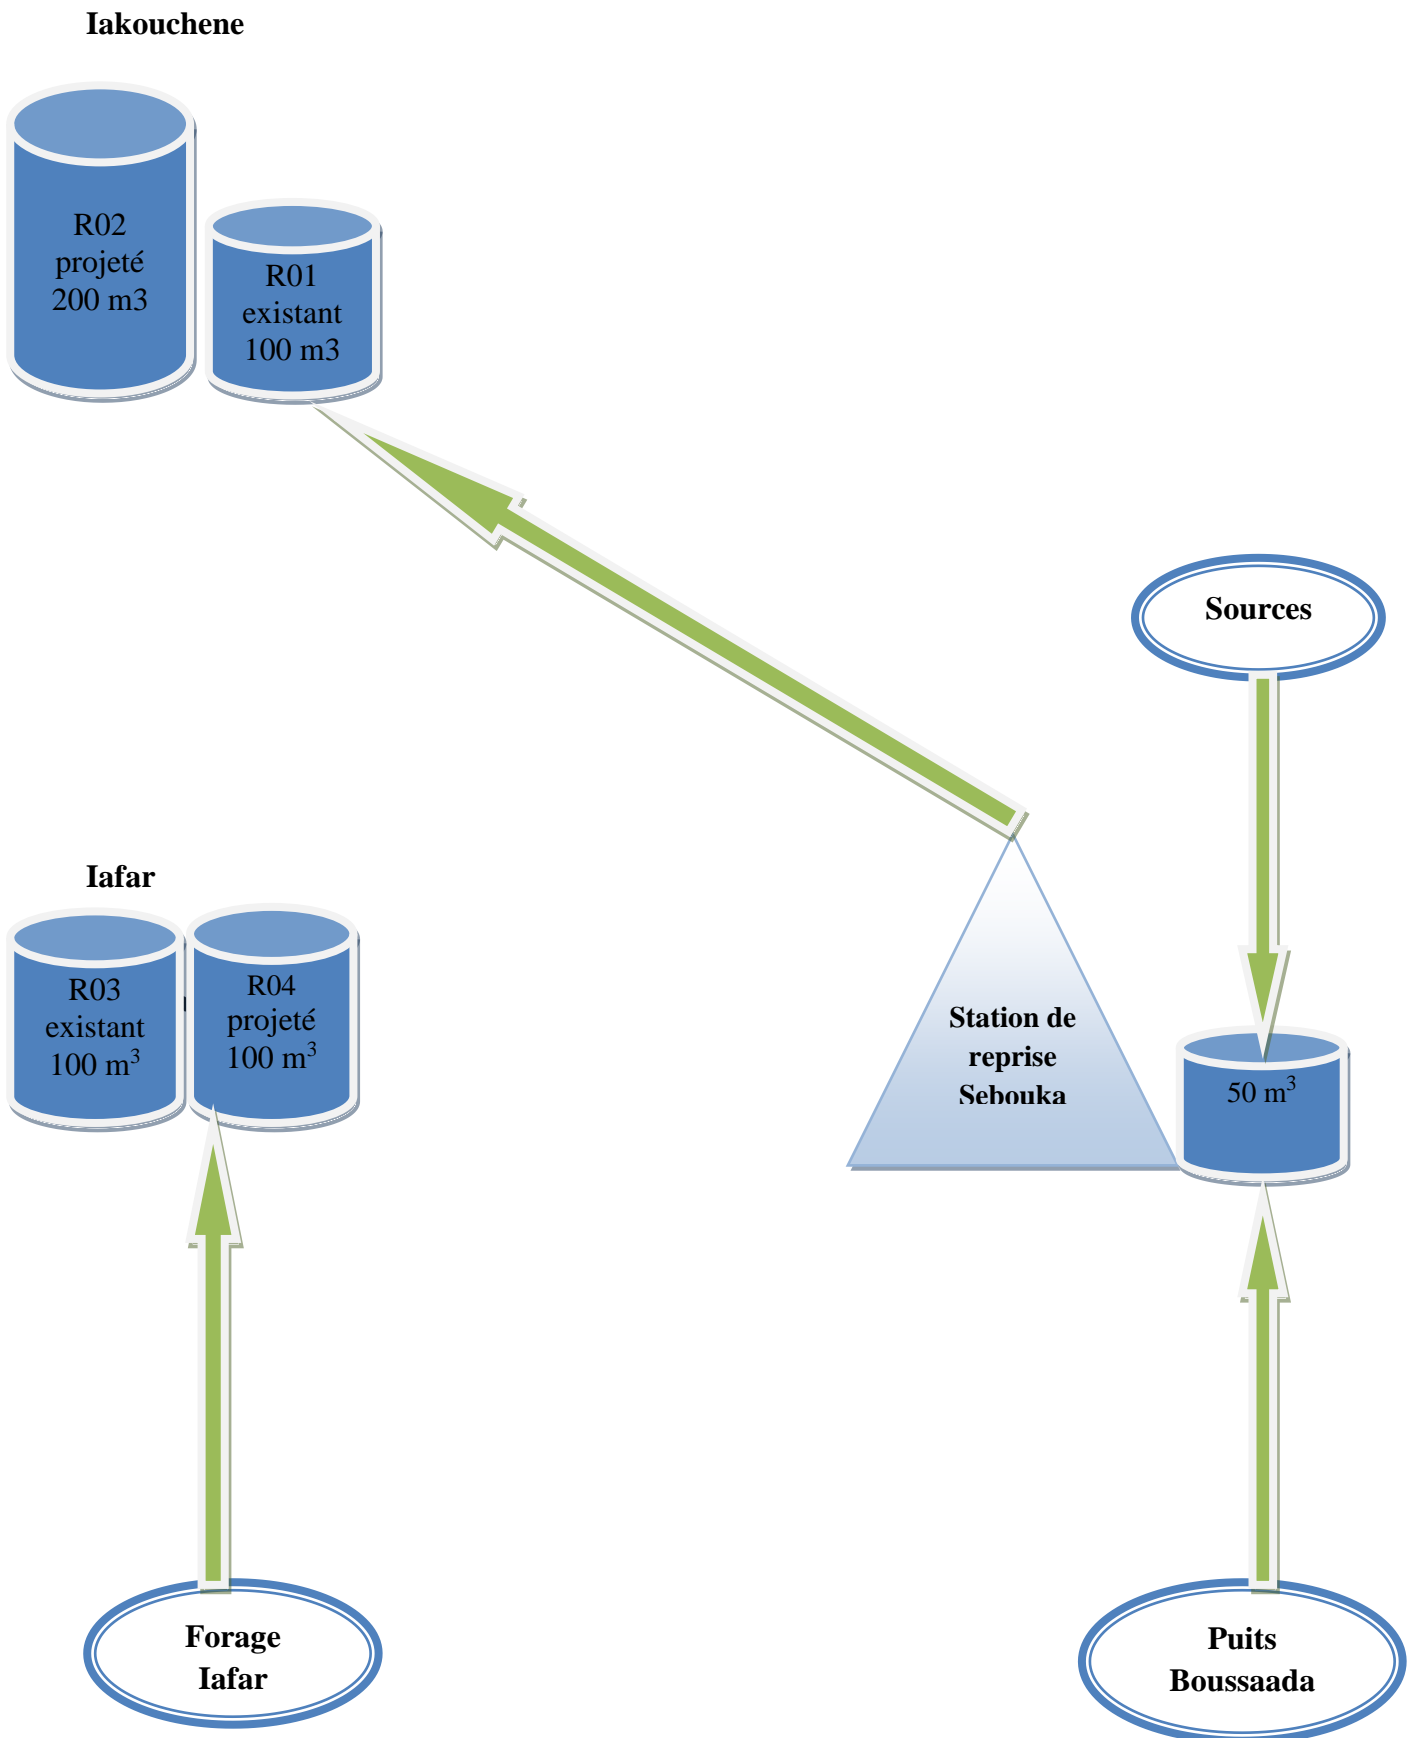 Iakouchene
R02
projeté
200 m3
R01
existant
100 m3
Sources
Iafar
R03
existant
100 m³
R04
projeté
100 m³
Station de
reprise
Sebouka
50 m³
Forage
Iafar
Puits
Boussaada